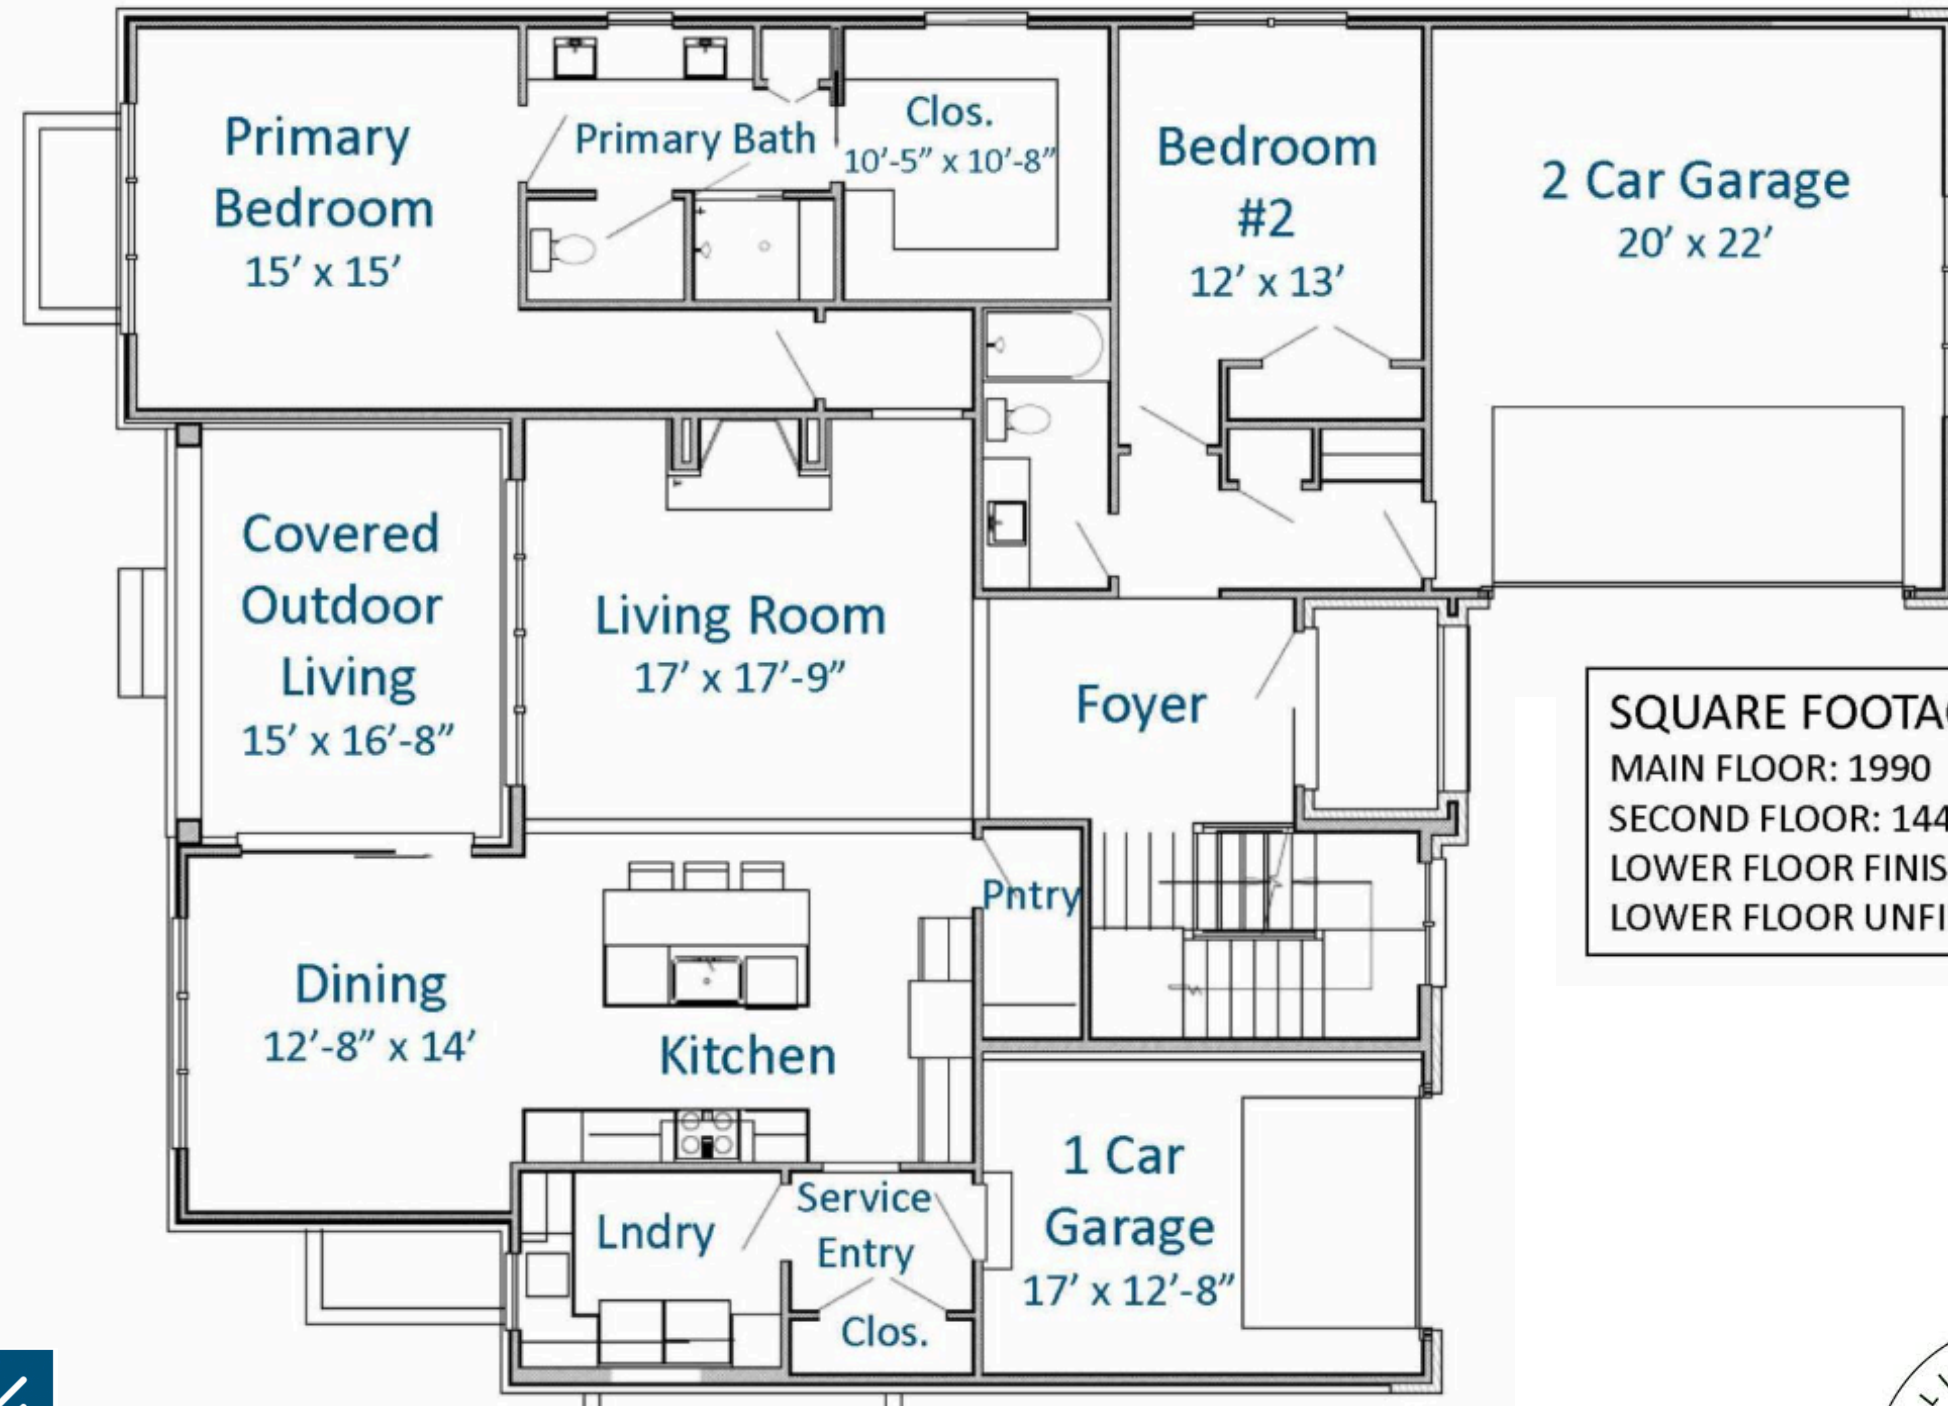 Primary
Bedroom
15’ x 15’
Primary Bath
Clos.
10’-5” x 10’-8”
Bedroom
#2
12’ x 13’
2 Car Garage
20’ x 22’
Covered
Outdoor
Living
15’ x 16’-8”
Living Room
17’ x 17’-9”
Foyer
SQUARE FOOTA
MAIN FLOOR: 1990
SECOND FLOOR: 144
LOWER FLOOR FINIS
LOWER FLOOR UNFI
Pntry
Dining
12’-8” x 14’
Kitchen
1 Car
Garage
17’ x 12’-8”
Lndry
Service
Entry
Clos.